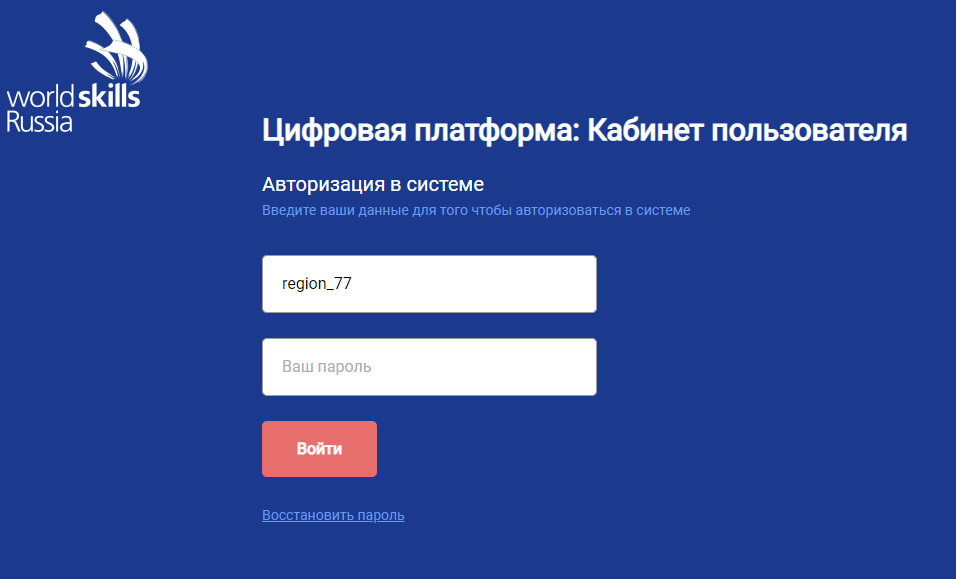 world skills
Russia
Цифровая платформа: Кабинет пользователя
Авторизация в системе
Введите ваши данные для того чтобы авторизоваться в системе
region_77
Ваш пароль
Войти
Восстановить пароль